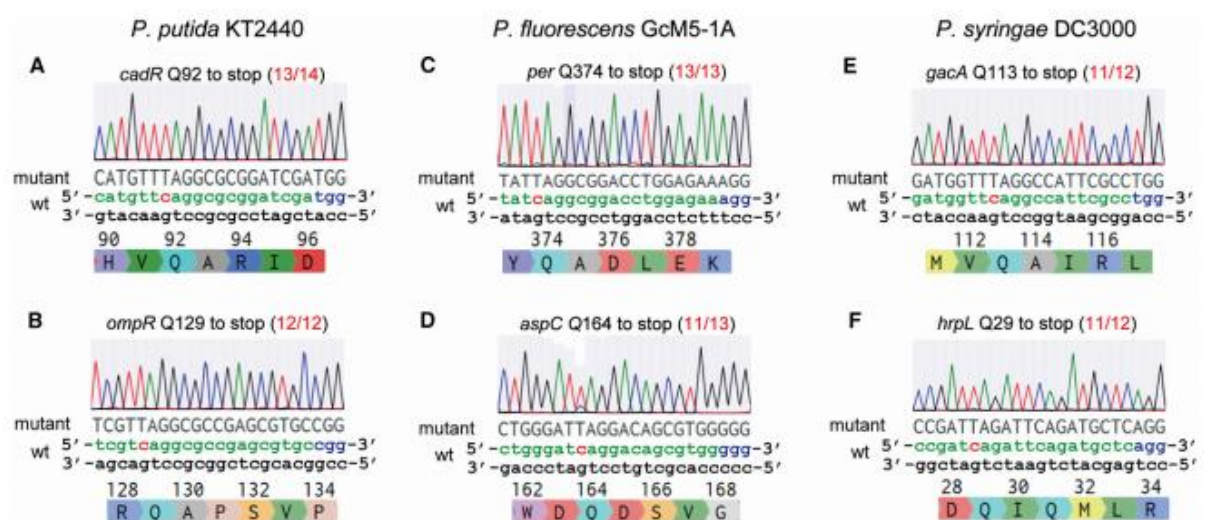 P. putida KT2440
P. fluorescens GcM5-1A
P. syringae DC3000
A
cadR Q92 to stop (13/14)
mutant CATGTTTAGGCGCGGATCGATGG
wt 5'-catgttcaggcgcggatcgatgg-3'
3'-gtacaagtccgcgcctagctacc-5'
90 92 94 96
H V Q A R I D
B
ompR Q129 to stop (12/12)
mutant TCGTTAGGCGCCGAGCGTGCCGG
wt 5'-tcgtcaggcgccgagcgtgccgg-3'
3'-agcagtccgcggctcgcacggcc-5'
128 130 132 134
R Q A P S V P
C
per Q374 to stop (13/13)
mutant TATTAGGCGGACCTGGAGAAAGG
wt 5'-tatcaggcggacctggagaaagg-3'
3'-atagtccgcctggacctctttcc-5'
374 376 378
Y Q A D L E K
D
aspC Q164 to stop (11/13)
mutant CTGGGATTAGGACAGCGTGGGGG
wt 5'-ctgggatcaggacagcgtggggg-3'
3'-gaccctagtcctgtcgcaccccc-5'
162 164 166 168
W D Q D S V G
E
gacA Q113 to stop (11/12)
mutant GATGGTTTAGGCCATTCGCCTGG
wt 5'-gatggttcaggccattcgcctgg-3'
3'-ctaccaagtccggtaagcggacc-5'
112 114 116
M V Q A I R L
F
hrpL Q29 to stop (11/12)
mutant CCGATTAGATTCAGATGCTCAGG
wt 5'-ccgatcagattcagatgctcagg-3'
3'-ggctagtctaagtctacgagtcc-5'
28 30 32 34
D Q I Q M L R